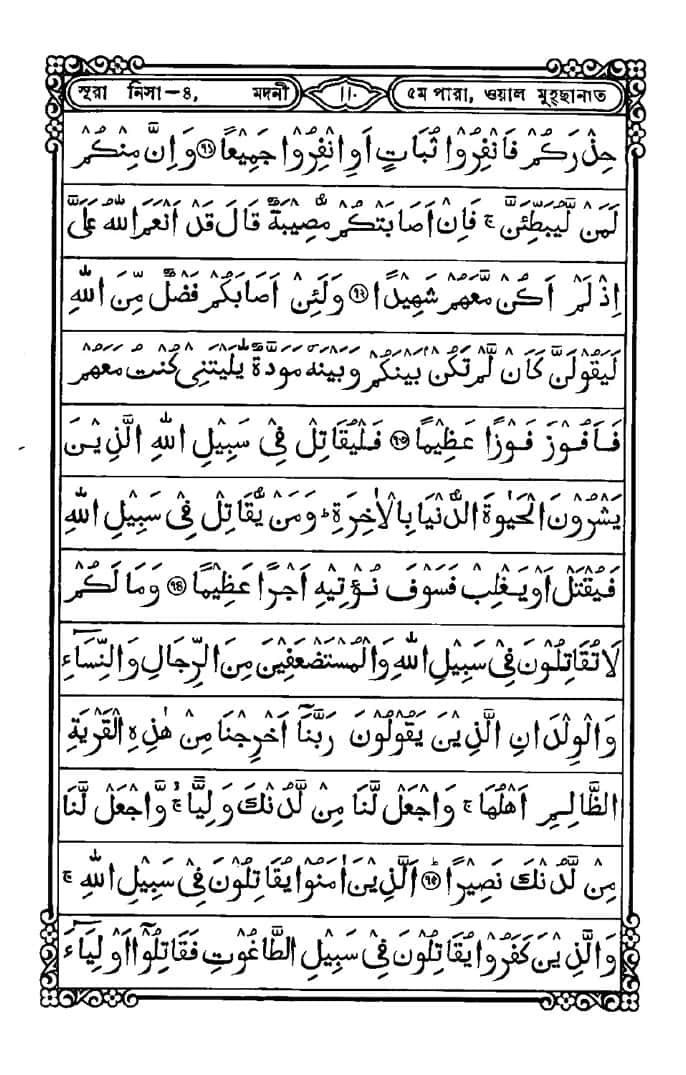 সূরা নিসা-৪, মদনী ১১০ ৫ম পারা, ওয়াল মুহ্‌ছানাত
حِذْرَكُمْ فَانْفِرُوْا ثُبَاتٍ اَوِانْفِرُوْا جَمِيْعًا ﴿٧١﴾ وَاِنَّ مِنْكُمْ
لَمَنْ لَّيُبَطِّئَنَّ ۚ فَاِنْ اَصَابَتْكُمْ مُّصِيْبَةٌ قَالَ قَدْ اَنْعَمَ اللّٰهُ عَلَيَّ
اِذْ لَمْ اَكُنْ مَّعَهُمْ شَهِيْدًا ﴿٧٢﴾ وَلَئِنْ اَصَابَكُمْ فَضْلٌ مِّنَ اللّٰهِ
لَيَقُوْلَنَّ كَاَنْ لَّمْ تَكُنْ بَيْنَكُمْ وَبَيْنَهٗ مَوَدَّةٌ يّٰلَيْتَنِيْ كُنْتُ مَعَهُمْ
فَاَفُوْزَ فَوْزًا عَظِيْمًا ﴿٧٣﴾ فَلْيُقَاتِلْ فِيْ سَبِيْلِ اللّٰهِ الَّذِيْنَ
يَشْرُوْنَ الْحَيٰوةَ الدُّنْيَا بِالْاٰخِرَةِ ؕ وَمَنْ يُّقَاتِلْ فِيْ سَبِيْلِ اللّٰهِ
فَيُقْتَلْ اَوْ يَغْلِبْ فَسَوْفَ نُؤْتِيْهِ اَجْرًا عَظِيْمًا ﴿٧٤﴾ وَمَا لَكُمْ
لَا تُقَاتِلُوْنَ فِيْ سَبِيْلِ اللّٰهِ وَالْمُسْتَضْعَفِيْنَ مِنَ الرِّجَالِ وَالنِّسَآءِ
وَالْوِلْدَانِ الَّذِيْنَ يَقُوْلُوْنَ رَبَّنَآ اَخْرِجْنَا مِنْ هٰذِهِ الْقَرْيَةِ
الظَّالِمِ اَهْلُهَا ۚ وَاجْعَلْ لَّنَا مِنْ لَّدُنْكَ وَلِيًّا ۚ وَّاجْعَلْ لَّنَا
مِنْ لَّدُنْكَ نَصِيْرًا ﴿٧٥﴾ اَلَّذِيْنَ اٰمَنُوْا يُقَاتِلُوْنَ فِيْ سَبِيْلِ اللّٰهِ ۚ
وَالَّذِيْنَ كَفَرُوْا يُقَاتِلُوْنَ فِيْ سَبِيْلِ الطَّاغُوْتِ فَقَاتِلُوْٓا اَوْلِيَآءَ